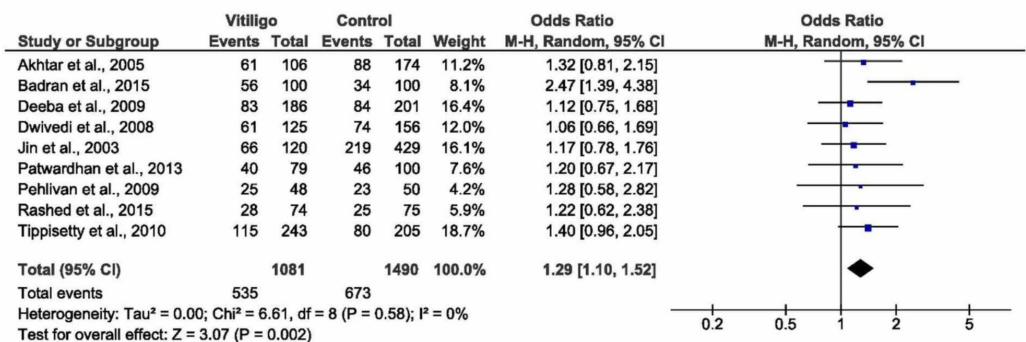 Vitiligo Control Odds Ratio Odds Ratio
Study or Subgroup Events Total Events Total Weight M-H, Random, 95% CI M-H, Random, 95% CI
Akhtar et al., 2005 61 106 88 174 11.2% 1.32 [0.81, 2.15]
Badran et al., 2015 56 100 34 100 8.1% 2.47 [1.39, 4.38]
Deeba et al., 2009 83 186 84 201 16.4% 1.12 [0.75, 1.68]
Dwivedi et al., 2008 61 125 74 156 12.0% 1.06 [0.66, 1.69]
Jin et al., 2003 66 120 219 429 16.1% 1.17 [0.78, 1.76]
Patwardhan et al., 2013 40 79 46 100 7.6% 1.20 [0.67, 2.17]
Pehlivan et al., 2009 25 48 23 50 4.2% 1.28 [0.58, 2.82]
Rashed et al., 2015 28 74 25 75 5.9% 1.22 [0.62, 2.38]
Tippisetty et al., 2010 115 243 80 205 18.7% 1.40 [0.96, 2.05]
Total (95% CI) 1081 1490 100.0% 1.29 [1.10, 1.52]
Total events 535 673
Heterogeneity: Tau² = 0.00; Chi² = 6.61, df = 8 (P = 0.58); I² = 0%
Test for overall effect: Z = 3.07 (P = 0.002)
0.2 0.5 1 2 5